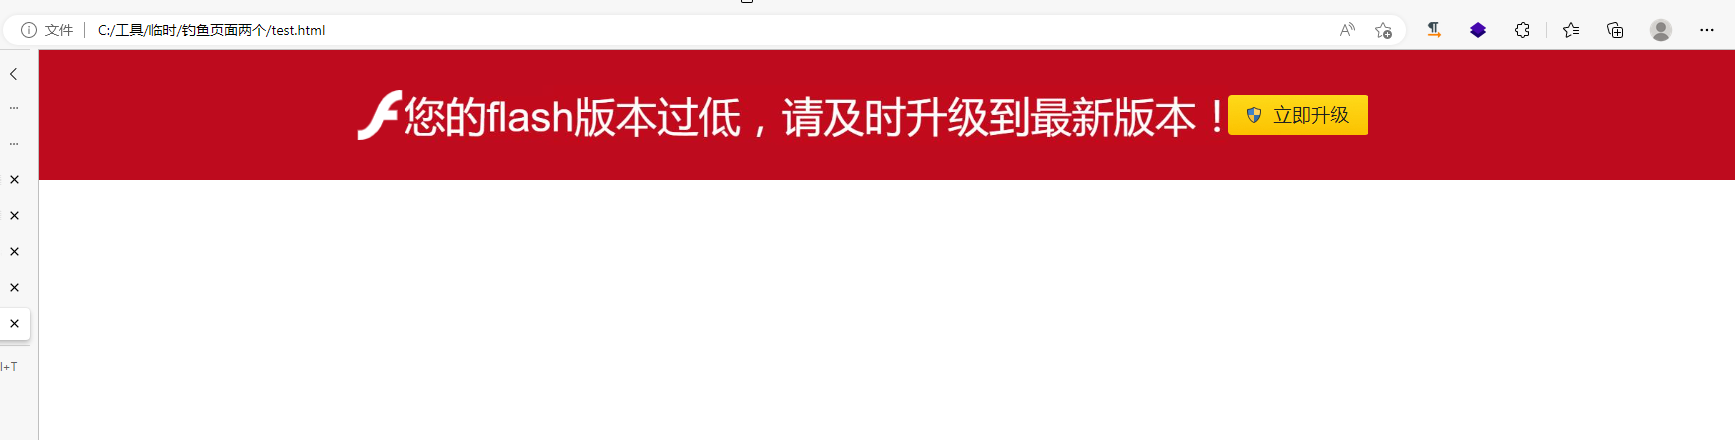 文件 C:/工具/临时/钓鱼页面两个/test.html
您的flash版本过低，请及时升级到最新版本！ 立即升级
l+T